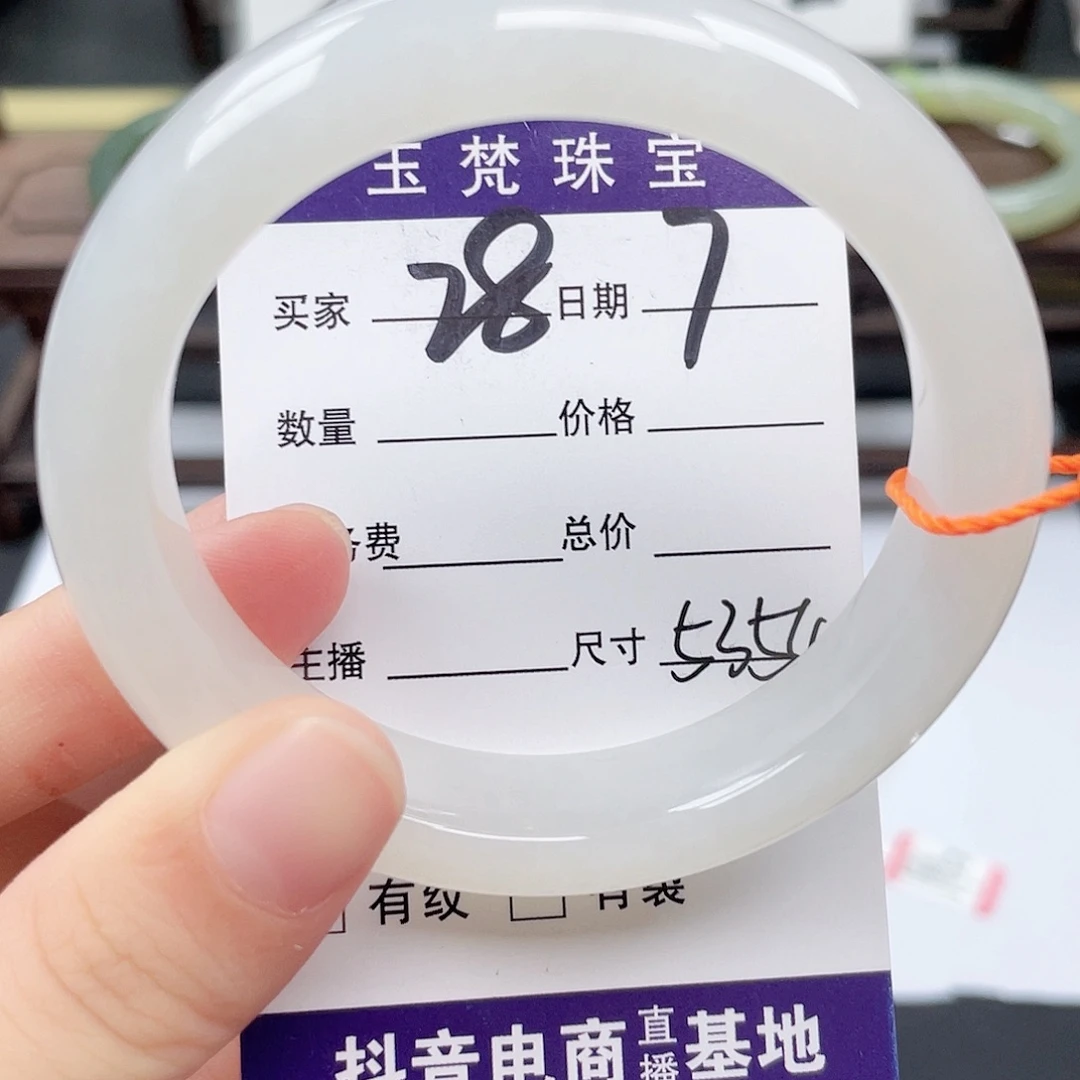 玉梵珠宝
买家 28 日期 7
数量 价格
费 总价
主播 尺寸 535
有纹 有裂
抖音电商直播基地